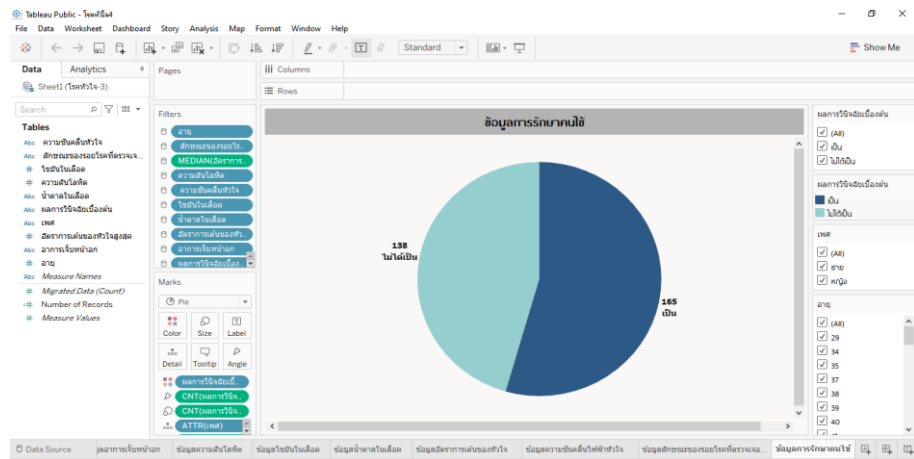 Tableau Public - โรคหัวใจ4
File Data Worksheet Dashboard Story Analysis Map Format Window Help
Standard
Show Me
Data Analytics
Pages
Columns
Sheet1 (โรคหัวใจ-3)
Rows
Search
Filters
ข้อมูลการรักษาคนไข้
ผลการวินิจฉัยเบื้องต้น
(All)
เป็น
ไม่ได้เป็น
Tables
Abc ความชันคลื่นหัวใจ
Abc ลักษณะของรอยโรคที่ตรวจเจ...
# ไขมันในเลือด
# ความดันโลหิต
Abc น้ำตาลในเลือด
Abc ผลการวินิจฉัยเบื้องต้น
Abc เพศ
# อัตราการเต้นของหัวใจสูงสุด
Abc อาการเจ็บหน้าอก
# อายุ
Abc Measure Names
# Migrated Data (Count)
# Number of Records
# Measure Values
อายุ
ลักษณะของรอยโร..
MEDIAN(อัตราการ..
ความดันโลหิต
ความชันคลื่นหัวใจ
ไขมันในเลือด
น้ำตาลในเลือด
อัตราการเต้นของหัว..
อาการเจ็บหน้าอก
ผลการวินิจฉัยเบื้อง..
Marks
Pie
Color Size Label
Detail Tooltip Angle
ผลการวินิจฉัยเบื้..
CNT(ผลการวินิจ..
CNT(ผลการวินิจ..
ATTR(เพศ)
138
ไม่ได้เป็น
165
เป็น
ผลการวินิจฉัยเบื้องต้น
เป็น
ไม่ได้เป็น
เพศ
(All)
ชาย
หญิง
อายุ
(All)
29
34
35
37
38
39
40
Data Source
ูลอาการเจ็บหน้าอก ข้อมูลความดันโลหิต ข้อมูลไขมันในเลือด ข้อมูลน้ำตาลในเลือด ข้อมูลอัตราการเต้นของหัวใจ ข้อมูลความชันคลื่นไฟฟ้าหัวใจ ข้อมูลลักษณะของรอยโรคที่ตรวจเจอ... ข้อมูลการรักษาคนไข้